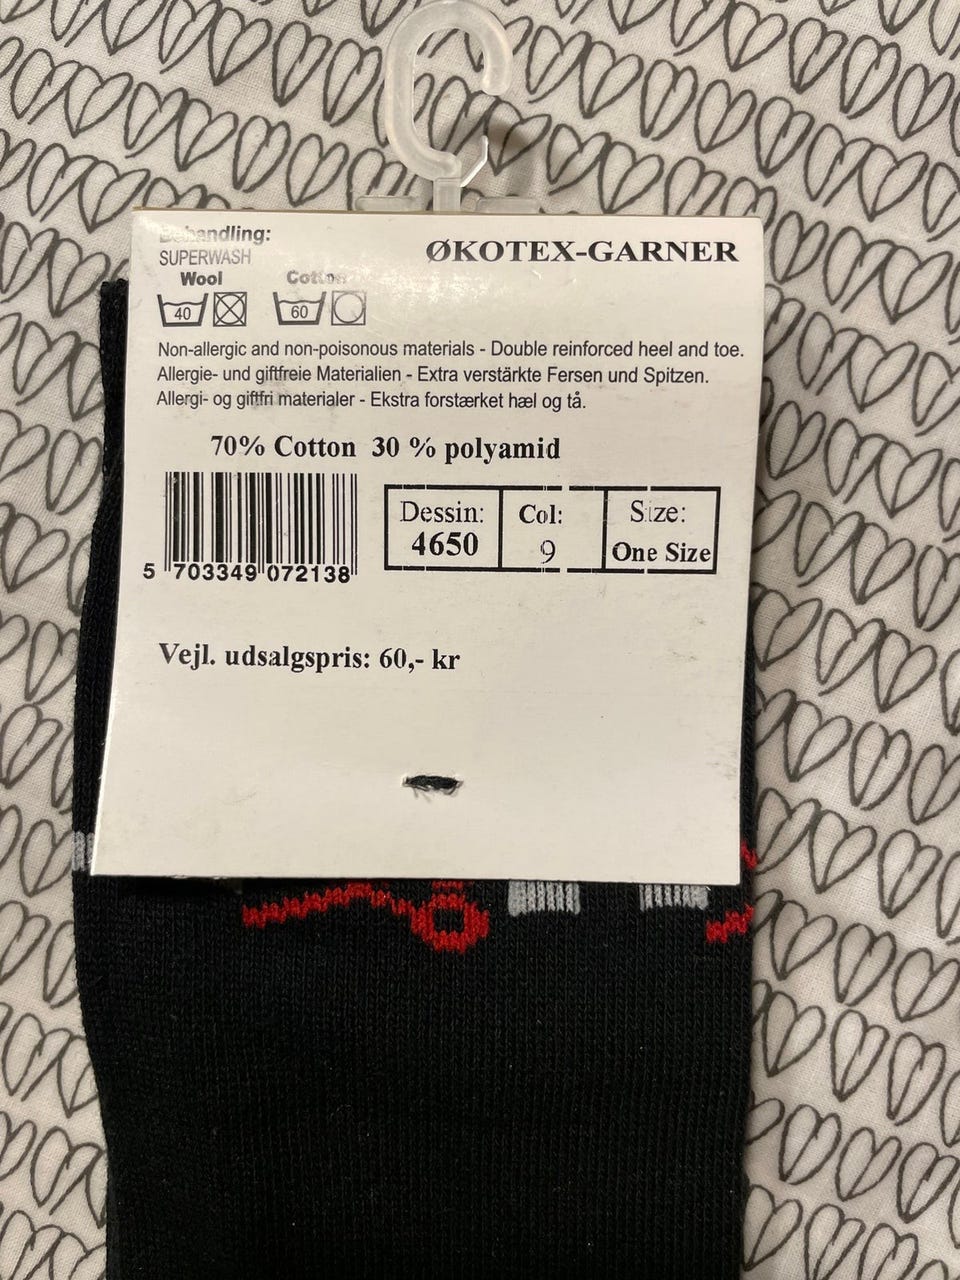 Behandling:
ØKOTEX-GARNER
SUPERWASH
Wool Cotton
40 60
Non-allergic and non-poisonous materials - Double reinforced heel and toe.
Allergie- und giftfreie Materialien - Extra verstärkte Fersen und Spitzen.
Allergi- og giftfri materialer - Ekstra forstærket hæl og tå.
70% Cotton 30 % polyamid
Dessin: Col: Size:
4650 9 One Size
5 703349 072138
Vejl. udsalgspris: 60,- kr